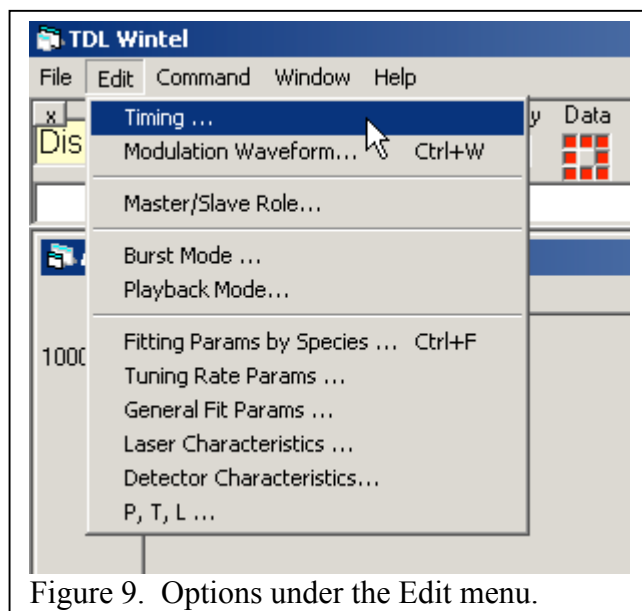 TDL Wintel
File Edit Command Window Help
x y Data
Dis
Timing ...
Modulation Waveform... Ctrl+W
Master/Slave Role...
Burst Mode ...
Playback Mode...
Fitting Params by Species ... Ctrl+F
1000
Tuning Rate Params ...
General Fit Params ...
Laser Characteristics ...
Detector Characteristics...
P, T, L ...
Figure 9. Options under the Edit menu.